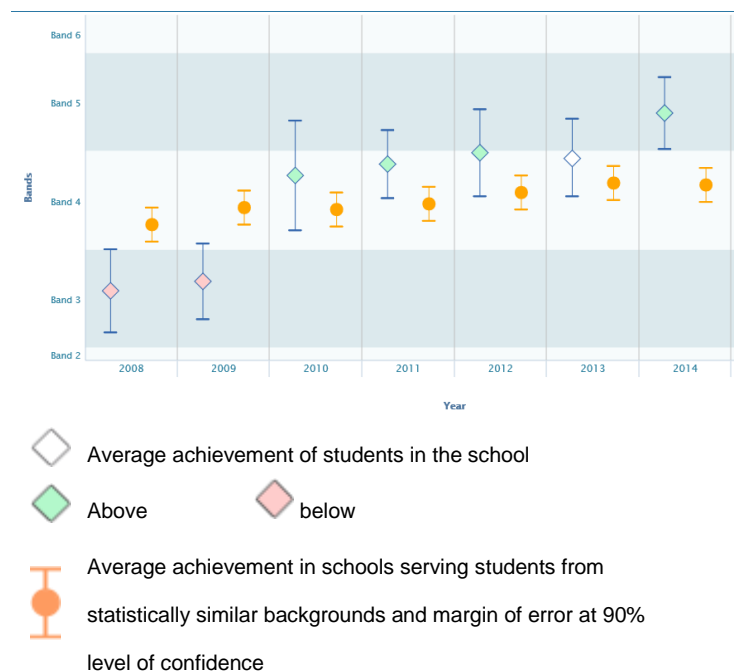 Band 6
Band 5
Bands
Band 4
Band 3
Band 2
2008 2009 2010 2011 2012 2013 2014
Year
Average achievement of students in the school
Above below
Average achievement in schools serving students from
statistically similar backgrounds and margin of error at 90%
level of confidence